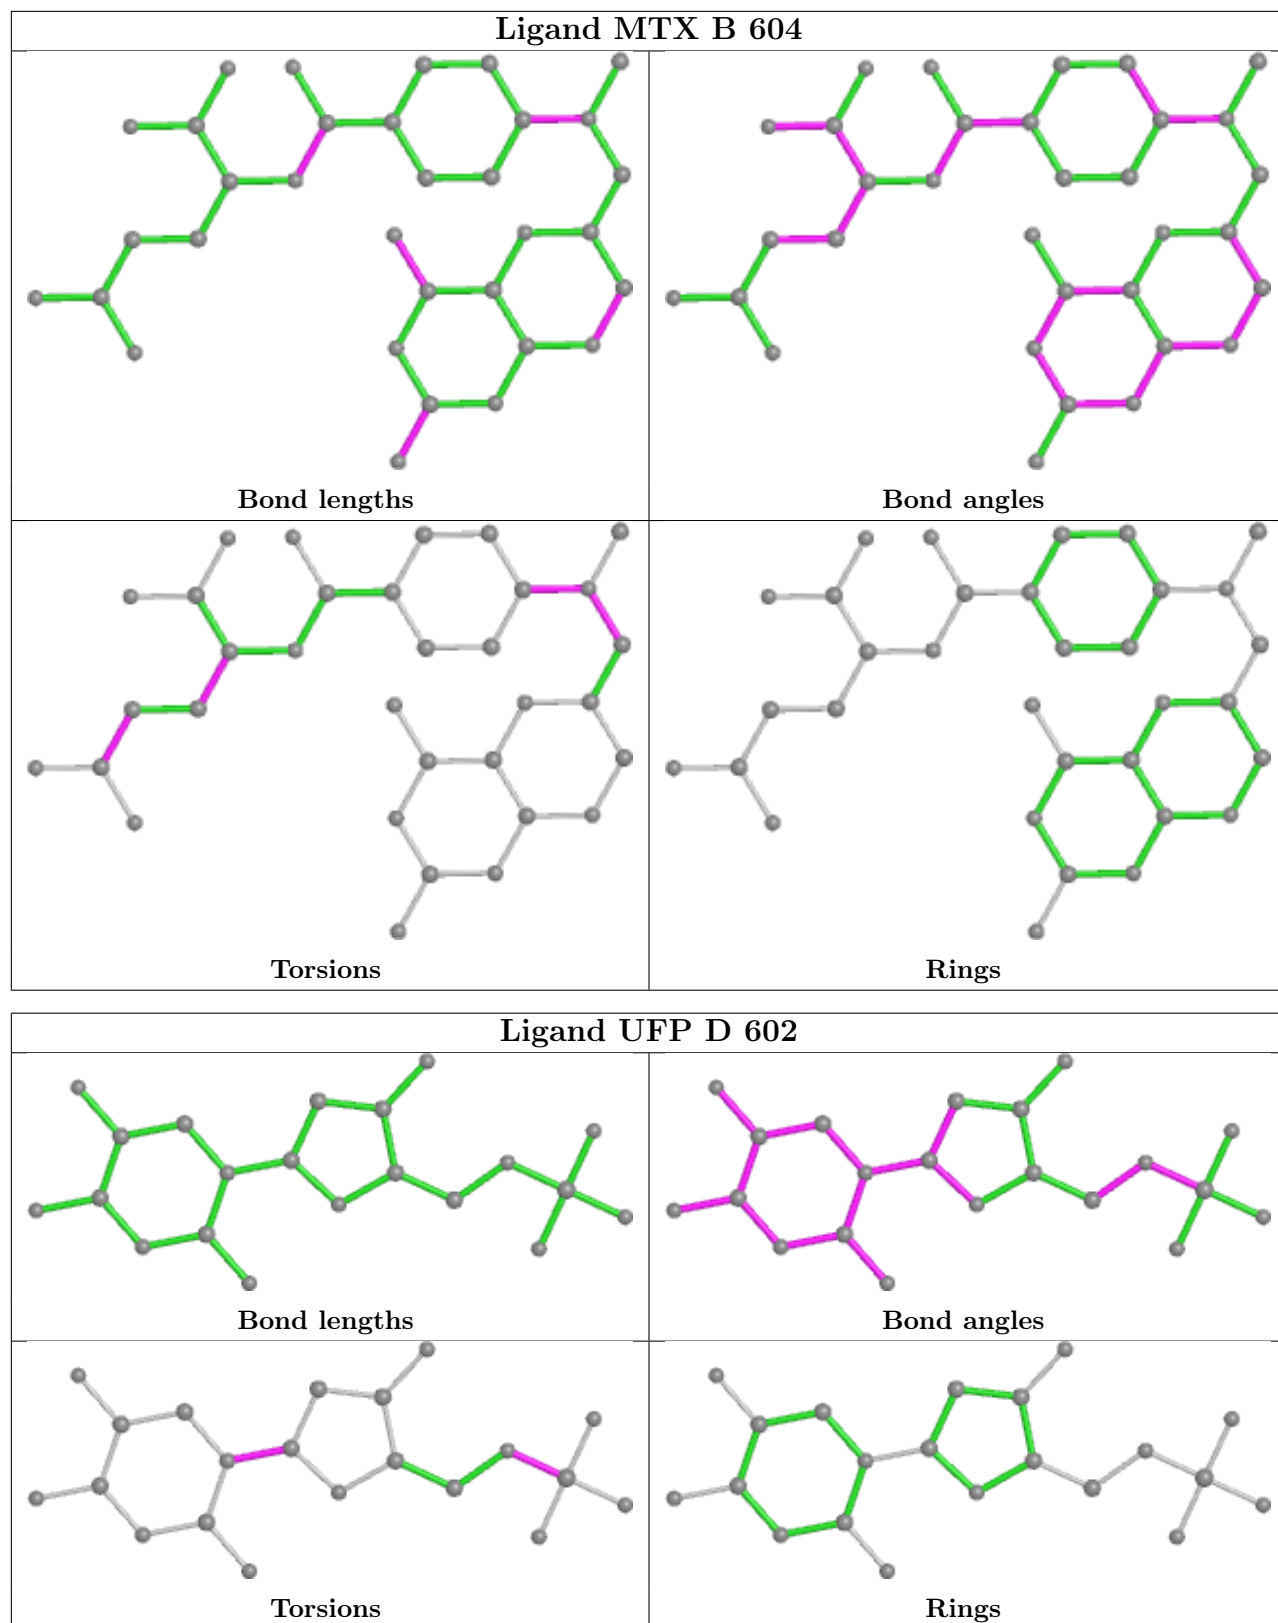 Ligand MTX B 604
Bond lengths
Bond angles
Torsions
Rings
Ligand UFP D 602
Bond lengths
Bond angles
Torsions
Rings